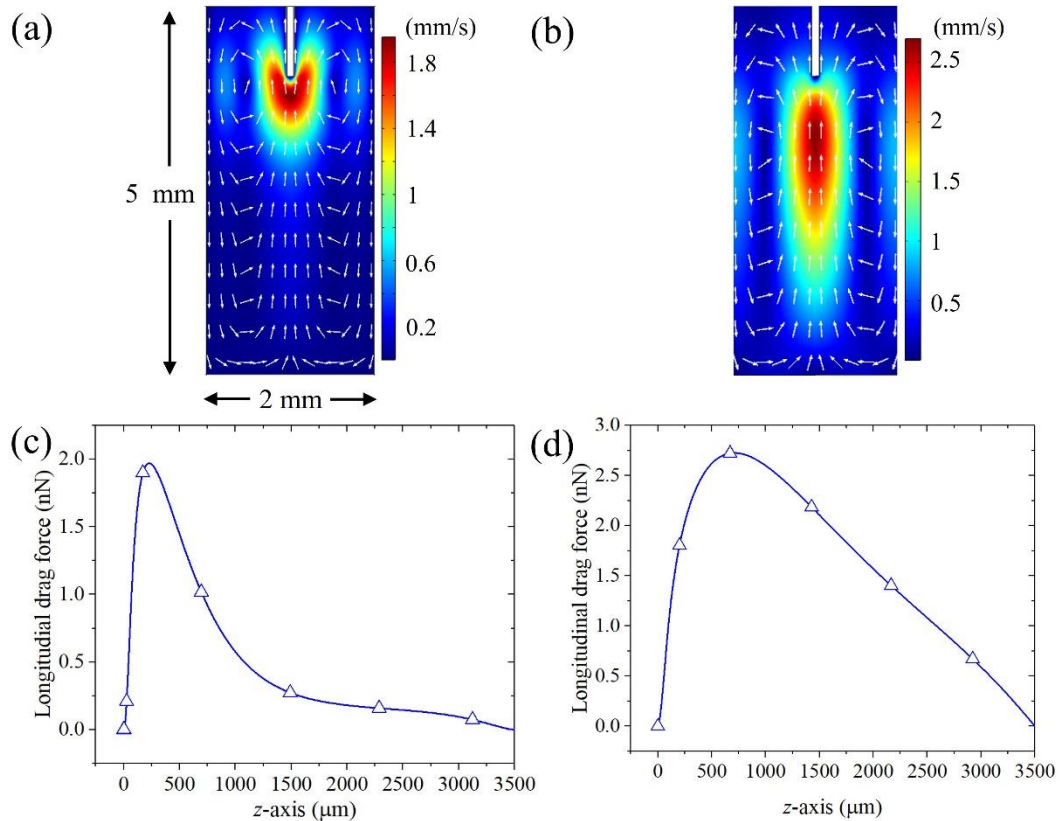 (a)
(mm/s)
1.8
1.4
1
0.6
0.2
5 mm
2 mm
(b)
(mm/s)
2.5
2
1.5
1
0.5
(c)
Longitudial drag force (nN)
2.0
1.5
1.0
0.5
0.0
0 500 1000 1500 2000 2500 3000 3500
z-axis (μm)
(d)
Longitudinal drag force (nN)
3.0
2.5
2.0
1.5
1.0
0.5
0.0
0 500 1000 1500 2000 2500 3000 3500
z-axis (μm)